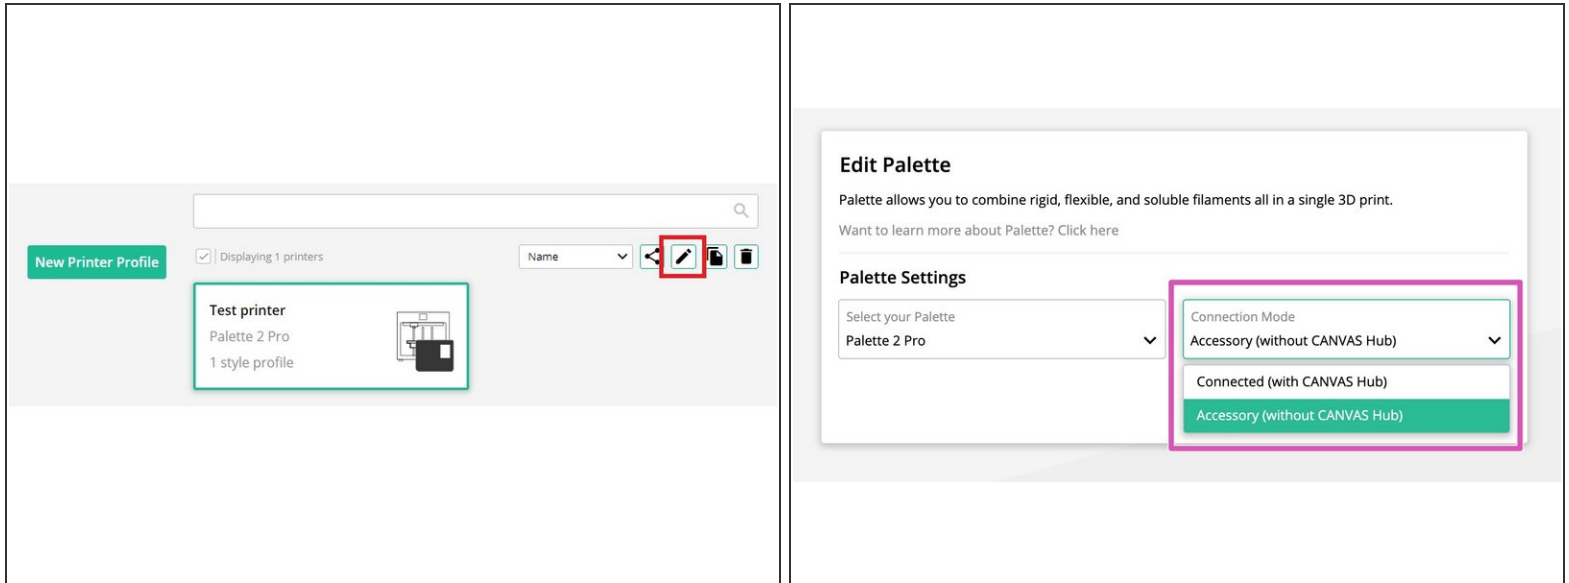 New Printer Profile
Displaying 1 printers
Name
Test printer
Palette 2 Pro
1 style profile
Edit Palette
Palette allows you to combine rigid, flexible, and soluble filaments all in a single 3D print.
Want to learn more about Palette? Click here
Palette Settings
Select your Palette
Palette 2 Pro
Connection Mode
Accessory (without CANVAS Hub)
Connected (with CANVAS Hub)
Accessory (without CANVAS Hub)